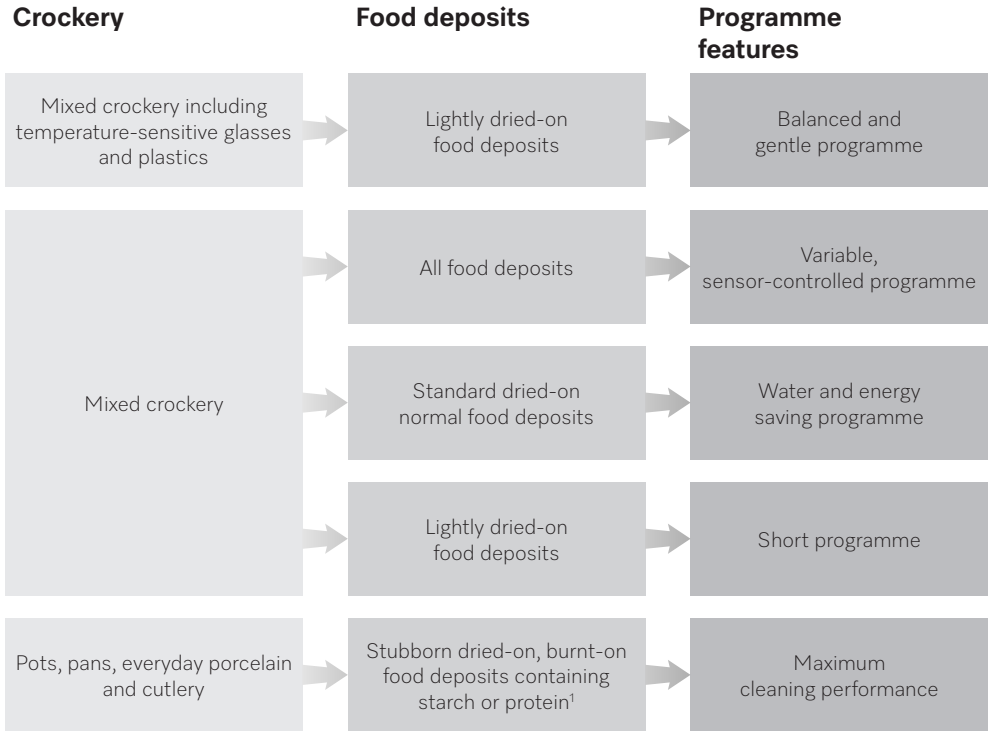 Crockery
Food deposits
Programme
features
Mixed crockery including
temperature-sensitive glasses
and plastics
Lightly dried-on
food deposits
Balanced and
gentle programme
Mixed crockery
All food deposits
Variable,
sensor-controlled programme
Standard dried-on
normal food deposits
Water and energy
saving programme
Lightly dried-on
food deposits
Short programme
Pots, pans, everyday porcelain
and cutlery
Stubborn dried-on, burnt-on
food deposits containing
starch or protein¹
Maximum
cleaning performance